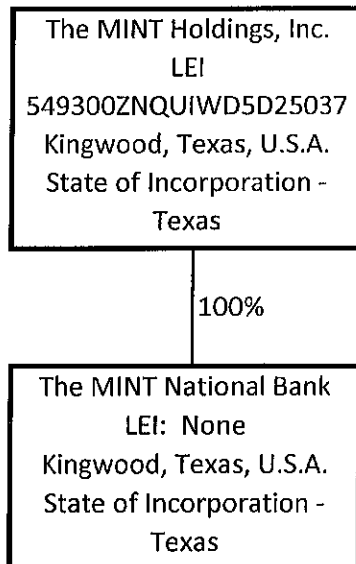 The MINT Holdings, Inc.
LEI
549300ZNQUIWD5D25037
Kingwood, Texas, U.S.A.
State of Incorporation -
Texas
100%
The MINT National Bank
LEI:  None
Kingwood, Texas, U.S.A.
State of Incorporation -
Texas